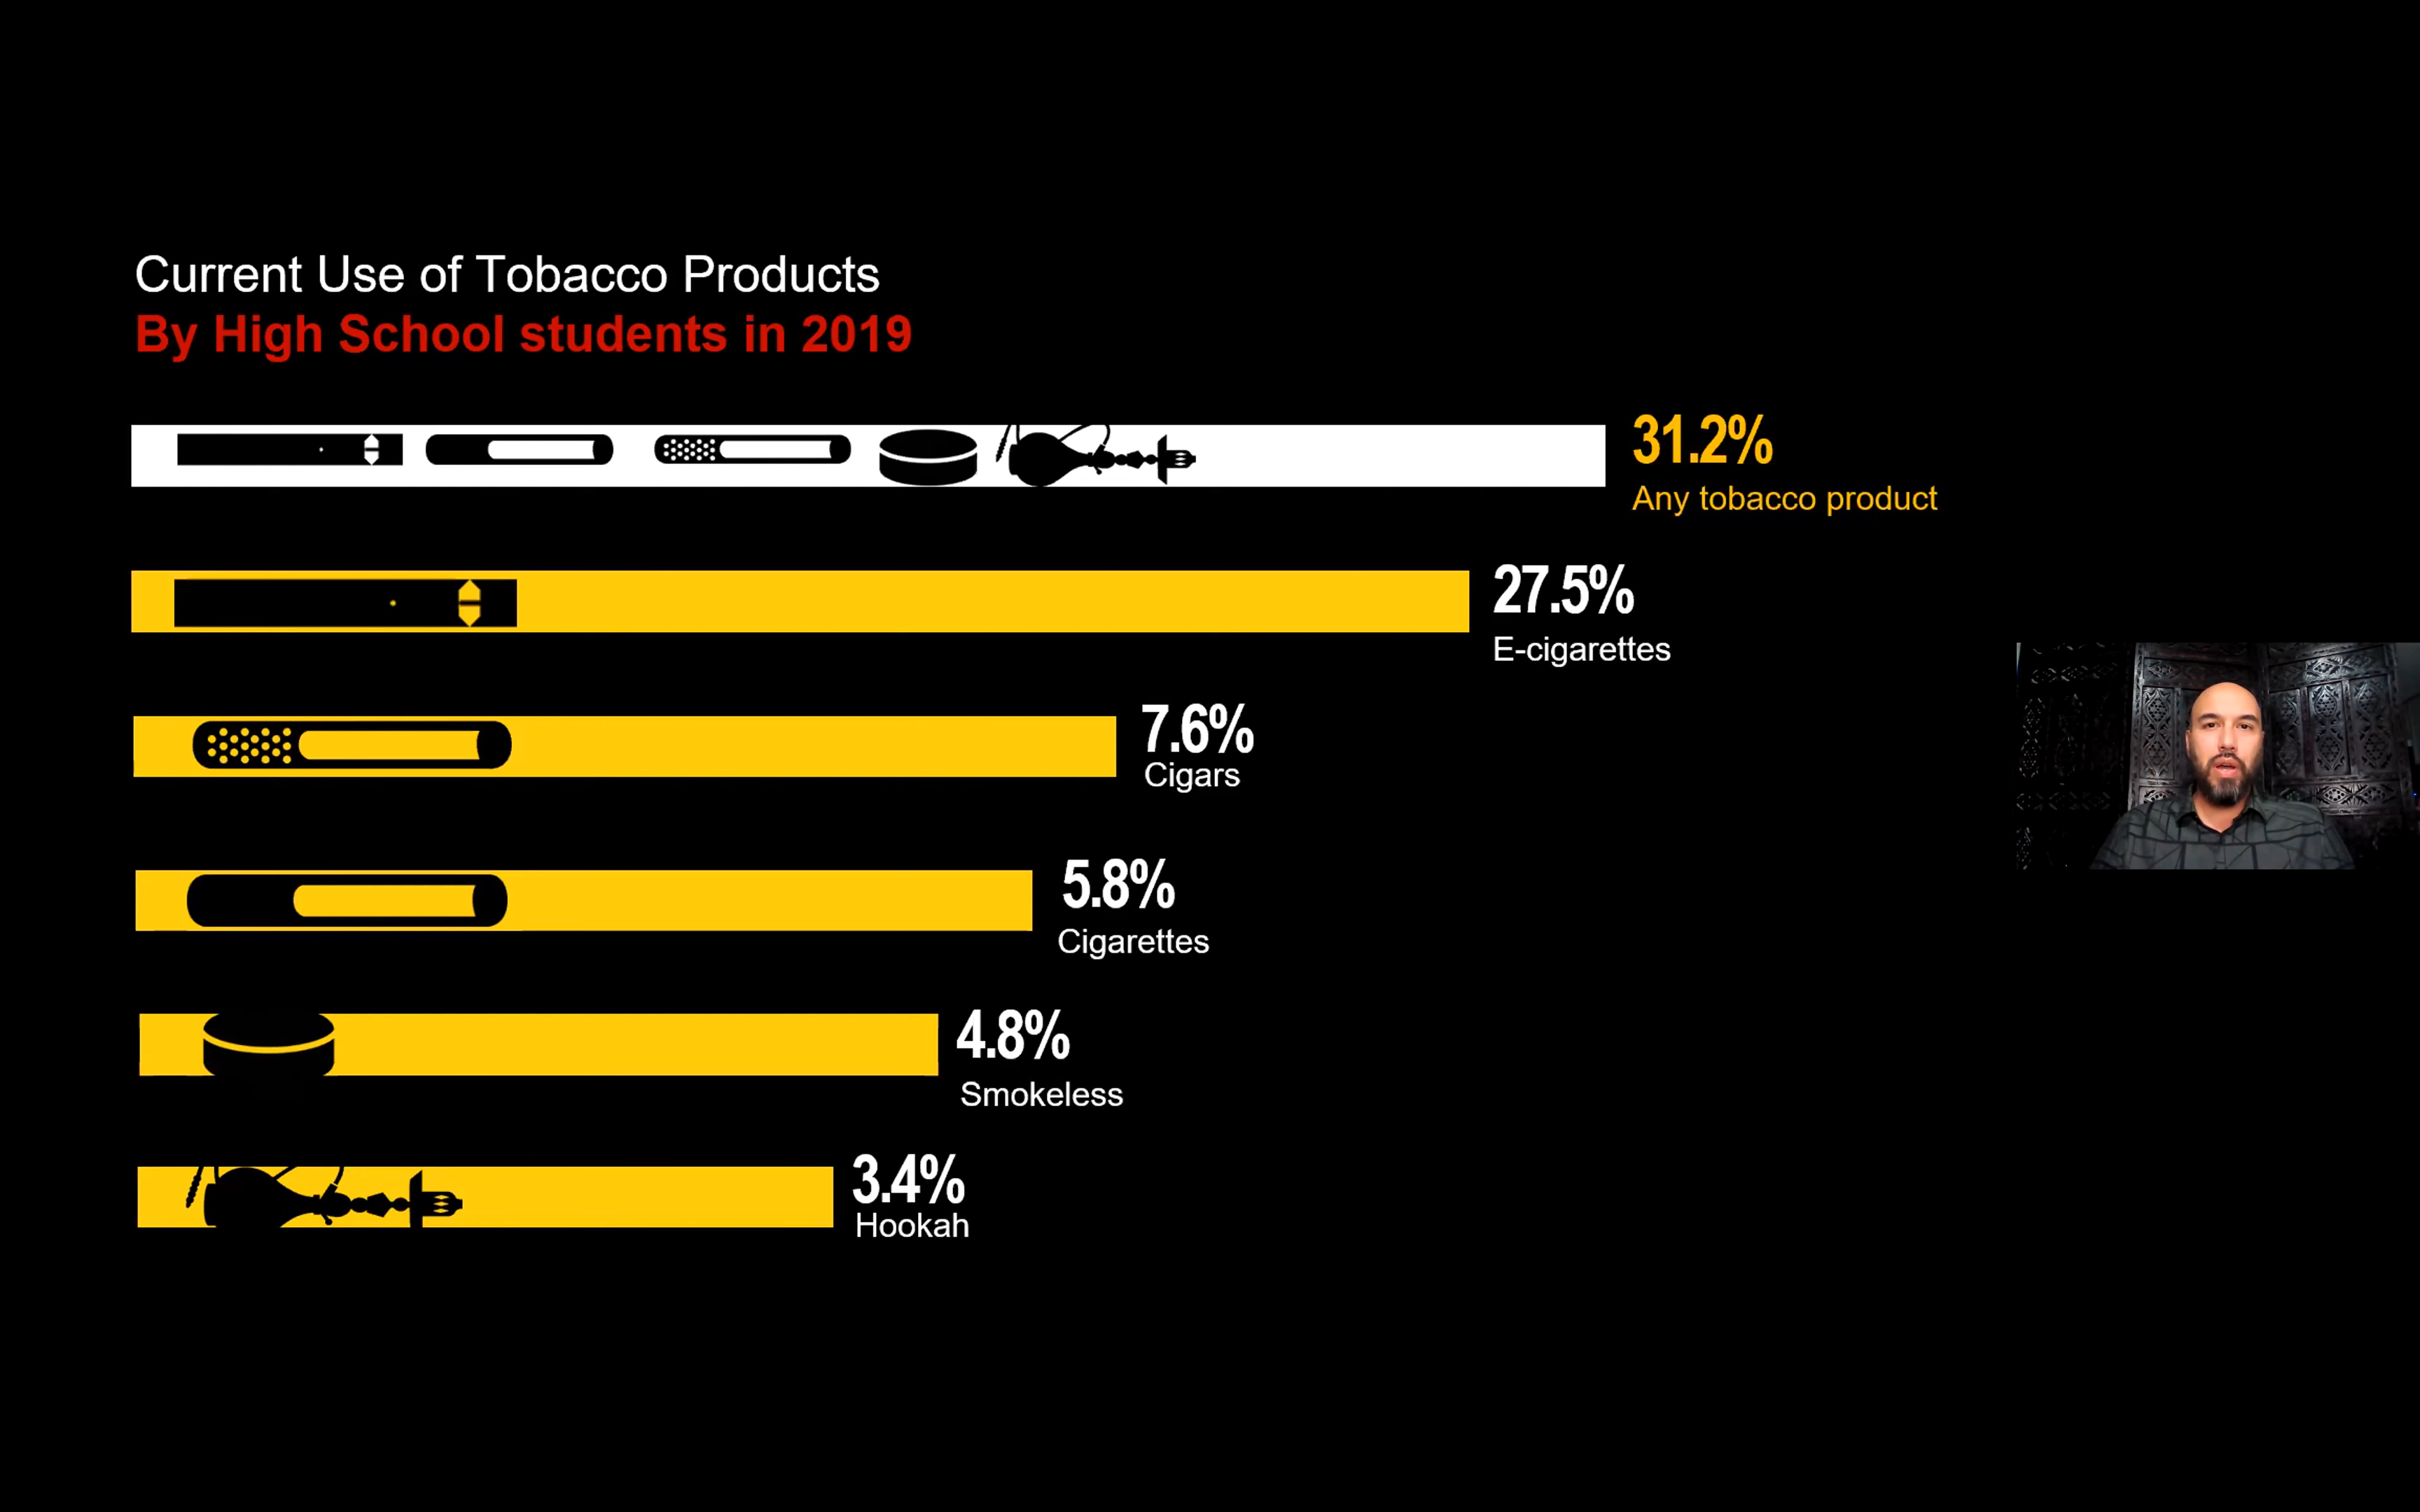 Current Use of Tobacco Products
By High School students in 2019
31.2%
Any tobacco product
27.5%
E-cigarettes
7.6%
Cigars
5.8%
Cigarettes
4.8%
Smokeless
3.4%
Hookah